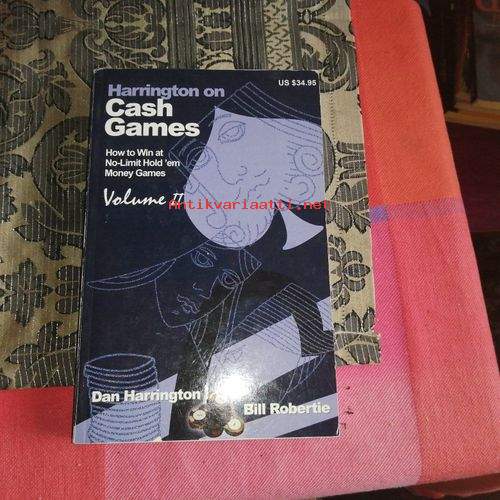 US $34.95
Harrington on
Cash
Games
How to Win at
No-Limit Hold 'em
Money Games
Volume II
Antikvariaatti.net
Dan Harrington
Bill Robertie